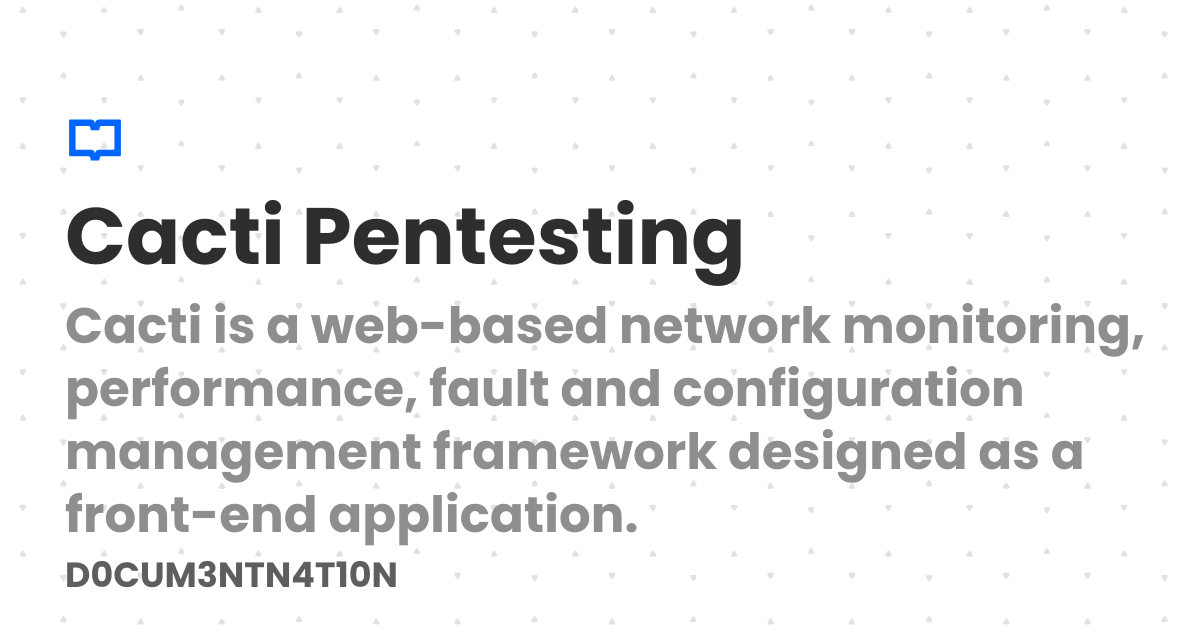 Cacti Pentesting
Cacti is a web-based network monitoring,
performance, fault and configuration
management framework designed as a
front-end application.
D0CUM3NTN4T10N